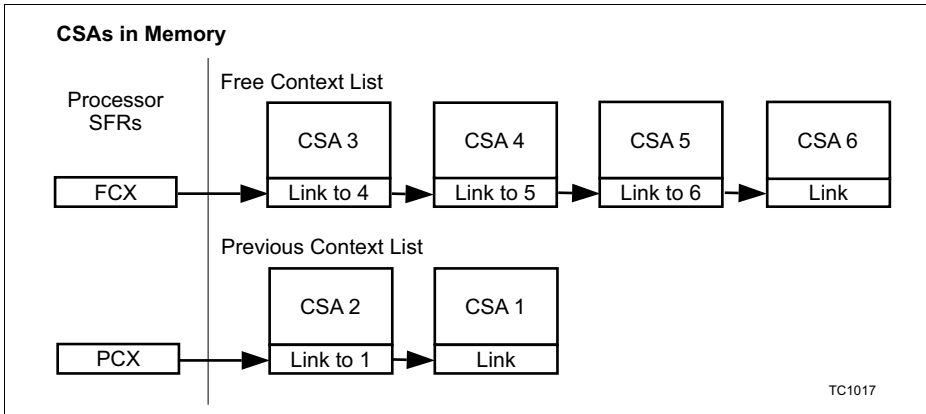 CSAs in Memory
Processor
SFRs
Free Context List
CSA 3
CSA 4
CSA 5
CSA 6
FCX
Link to 4
Link to 5
Link to 6
Link
Previous Context List
CSA 2
CSA 1
PCX
Link to 1
Link
TC1017